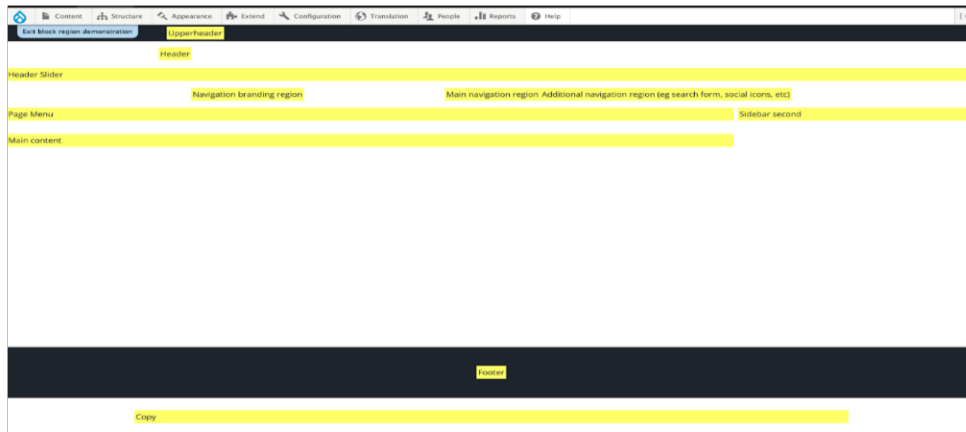 Content Structure Appearance Extend Configuration Translation People Reports Help
Exit block region demonstration Upperheader
Header
Header Slider
Navigation branding region Main navigation region Additional navigation region (eg search form, social icons, etc)
Page Menu Sidebar second
Main content
Footer
Copy